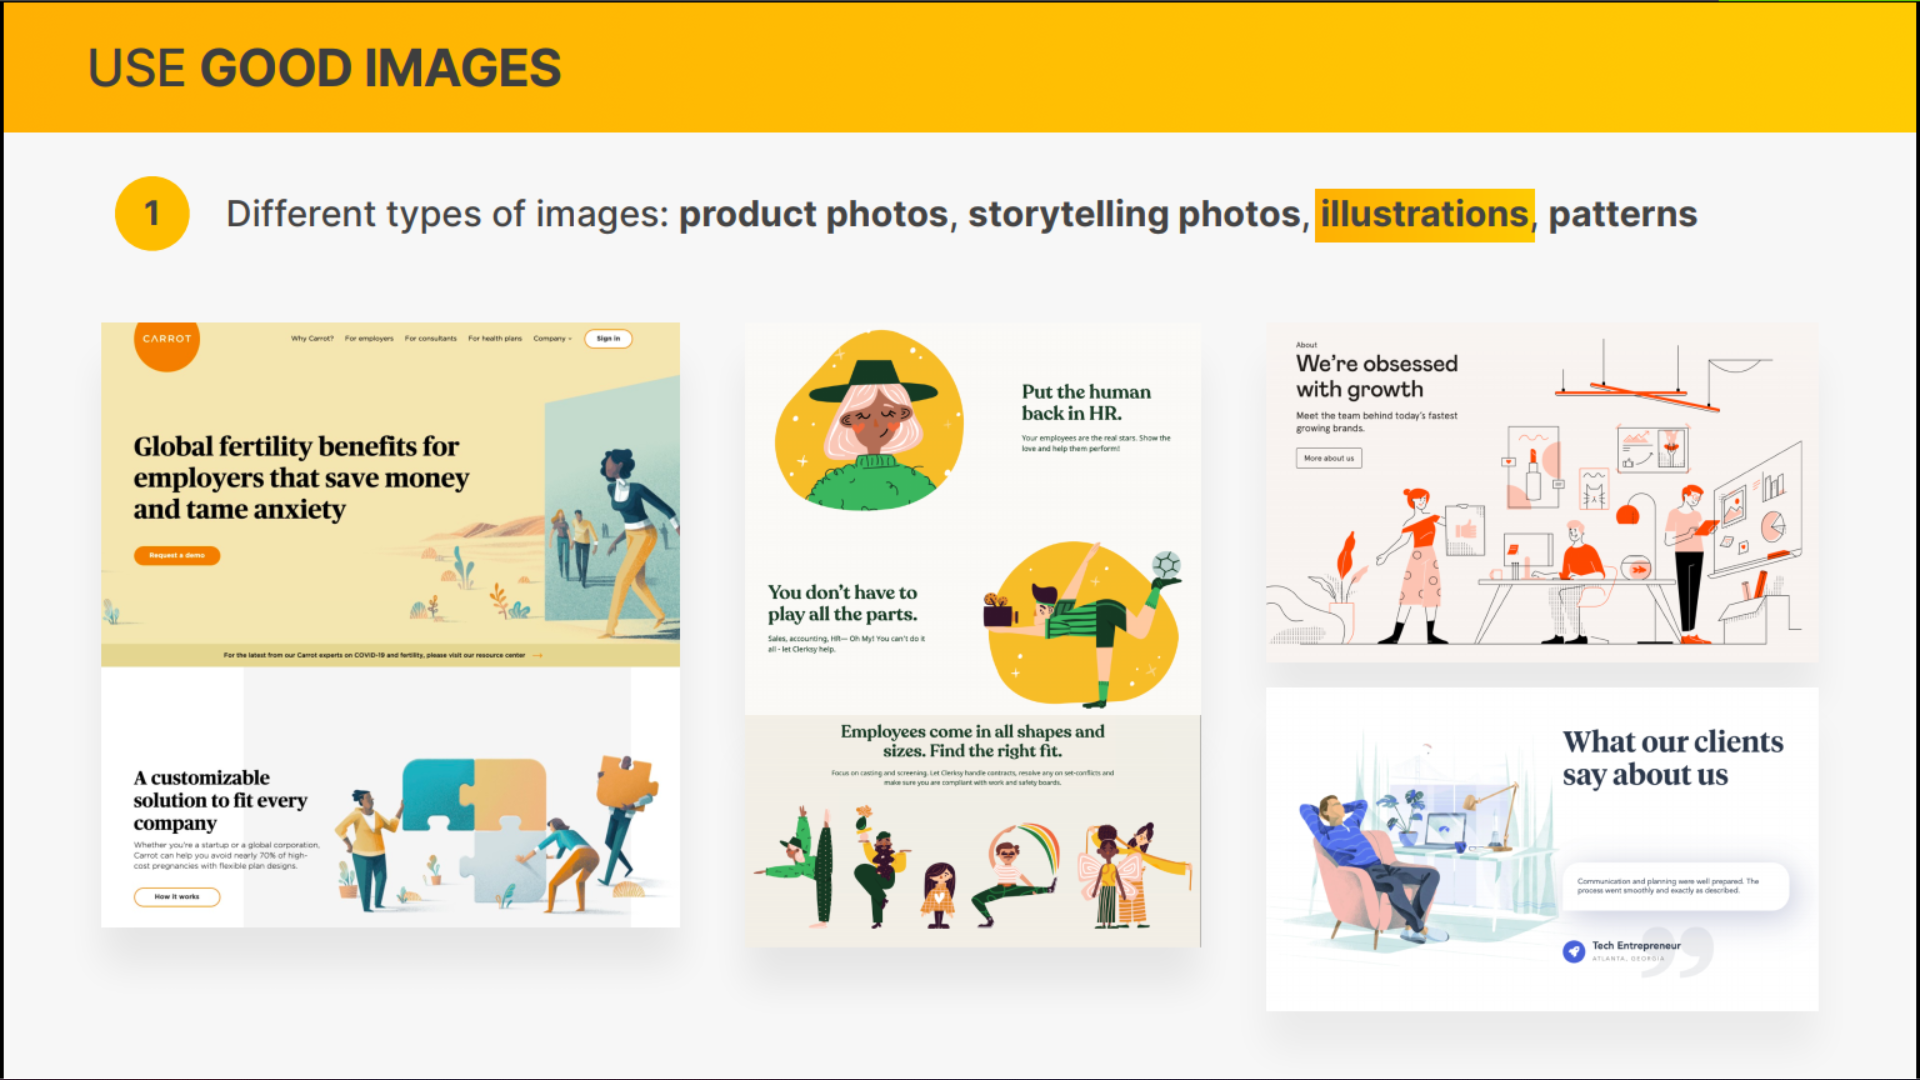 USE GOOD IMAGES
1
Different types of images: product photos, storytelling photos, illustrations, patterns
CARROT
Why Carrot? For employers For consultants For health plans Company Sign in
Global fertility benefits for
employers that save money
and tame anxiety
Request a demo
For the latest from our Carrot experts on COVID-19 and fertility, please visit our resource center →
A customizable
solution to fit every
company
Whether you're a startup or a global corporation,
Carrot can help you avoid nearly 70% of high-
cost pregnancies with flexible plan designs.
How it works
Put the human
back in HR.
Your employees are the real stars. Show the
love and help them perform!
You don't have to
play all the parts.
Sales, accounting, HR— Oh My! You can't do it
all - let Clerksy help.
Employees come in all shapes and
sizes. Find the right fit.
Focus on casting and screening. Let Clerksy handle contracts, resolve any on set-conflicts and
make sure you are compliant with work and safety boards.
About
We're obsessed
with growth
Meet the team behind today's fastest
growing brands.
More about us
What our clients
say about us
Communication and planning were well prepared. The
process went smoothly and exactly as described.
Tech Entrepreneur
ATLANTA, GEORGIA